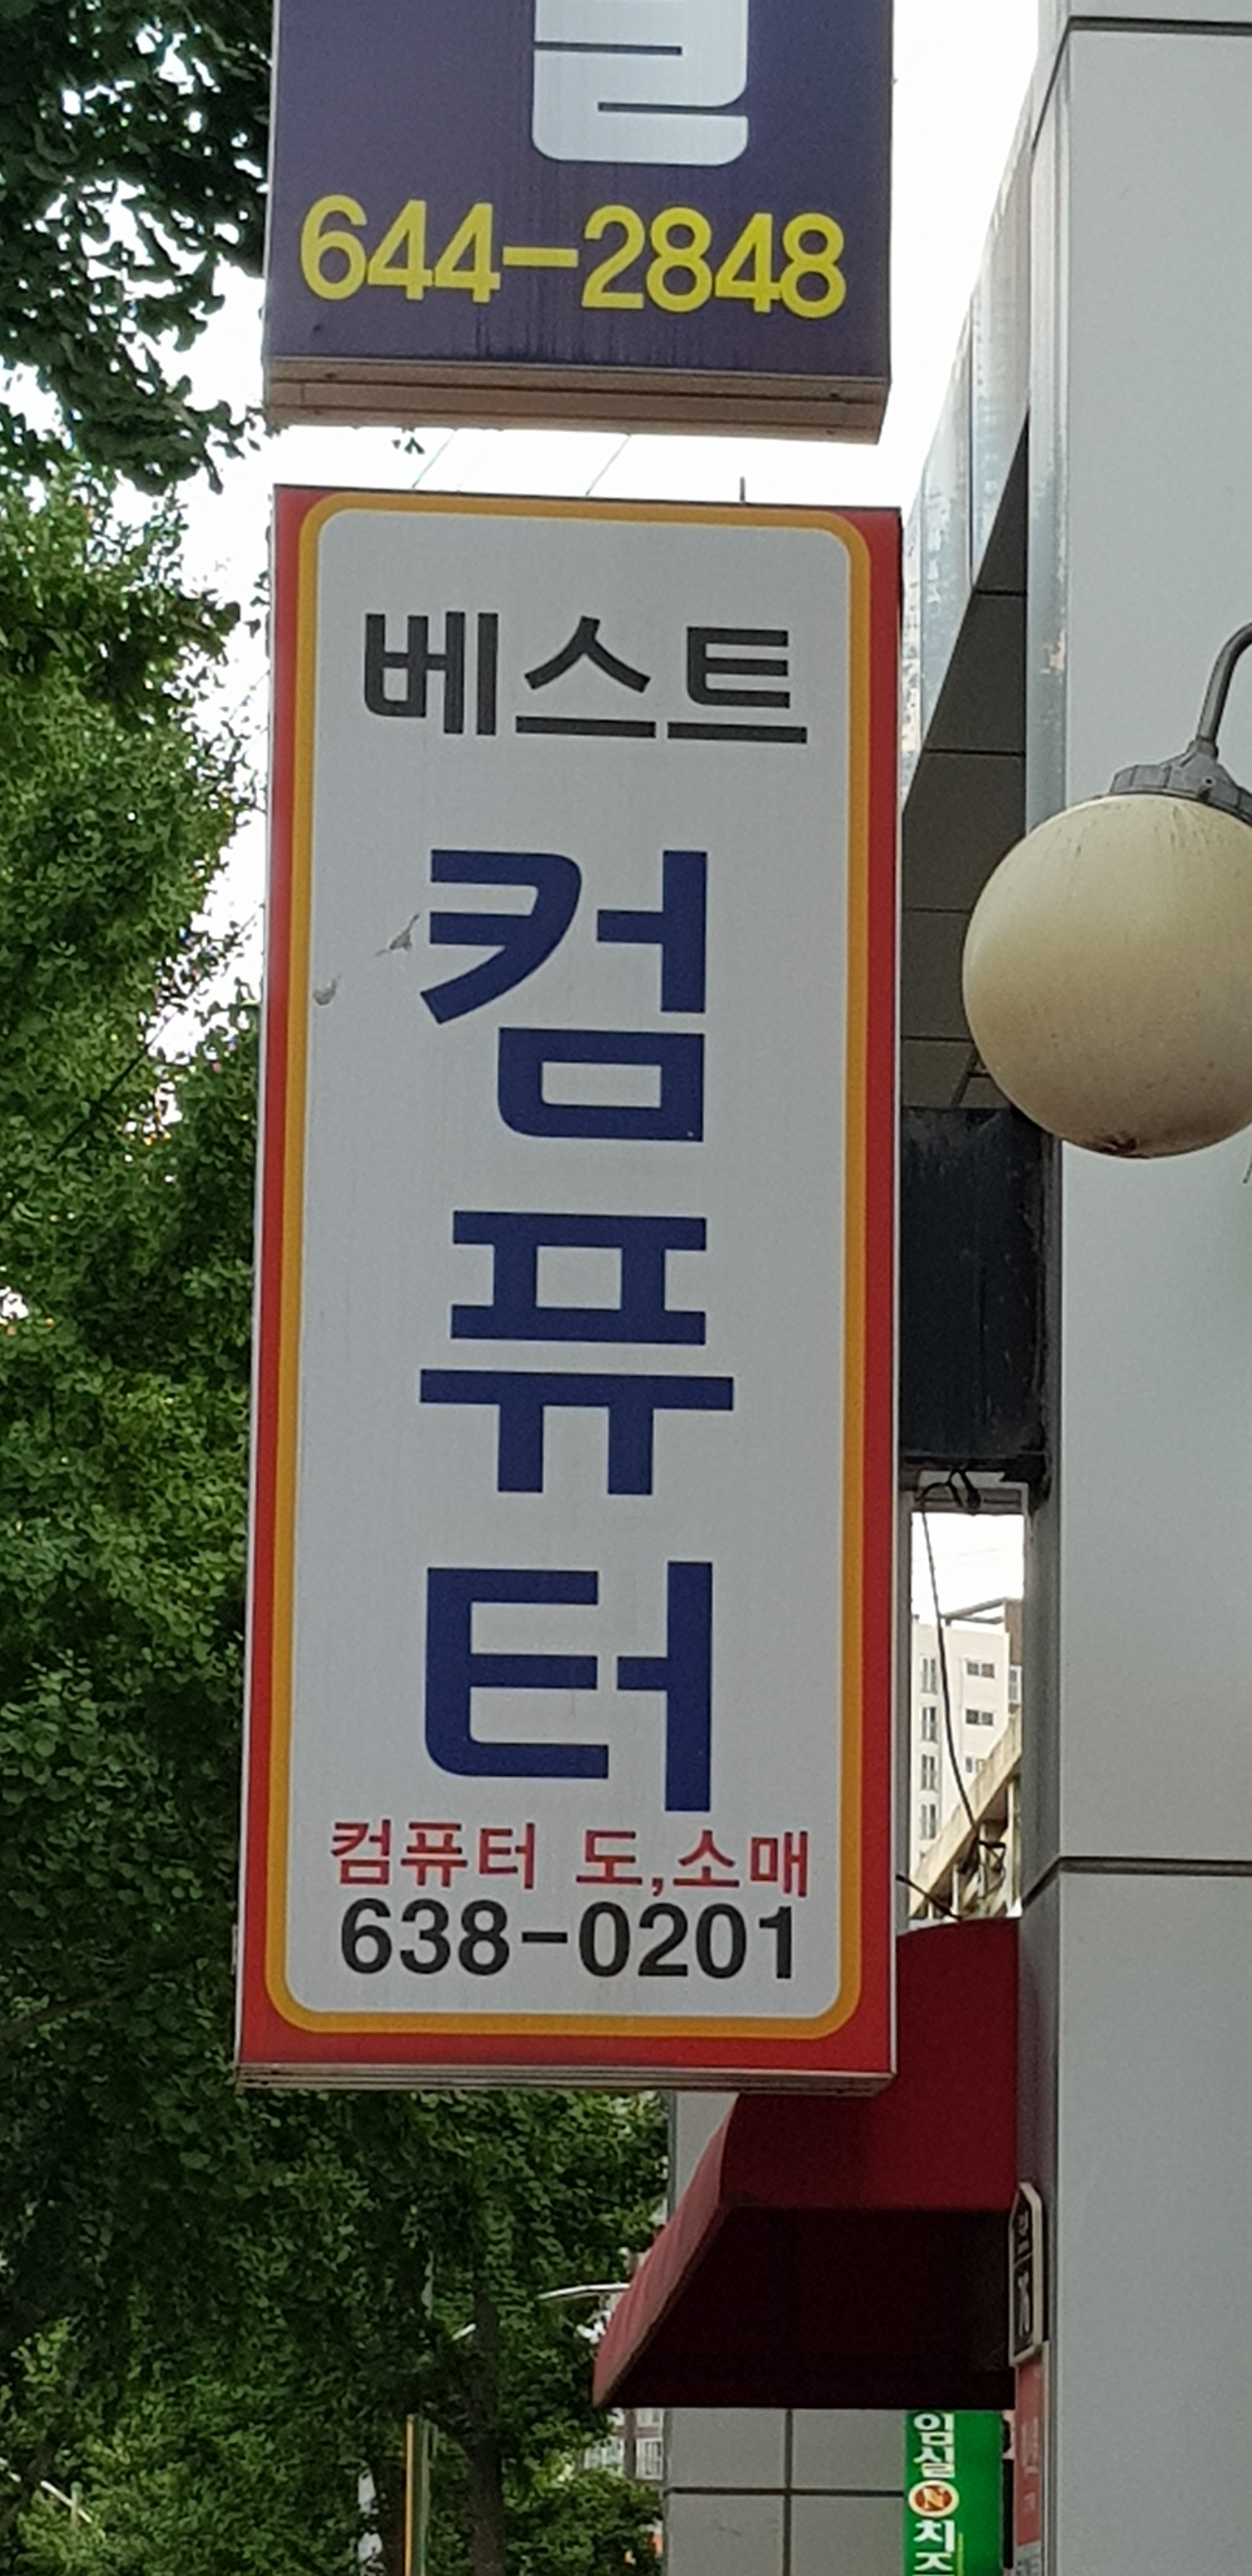 644-2848
베스트
컴퓨터
컴퓨터 도,소매
638-0201
임실
치즈